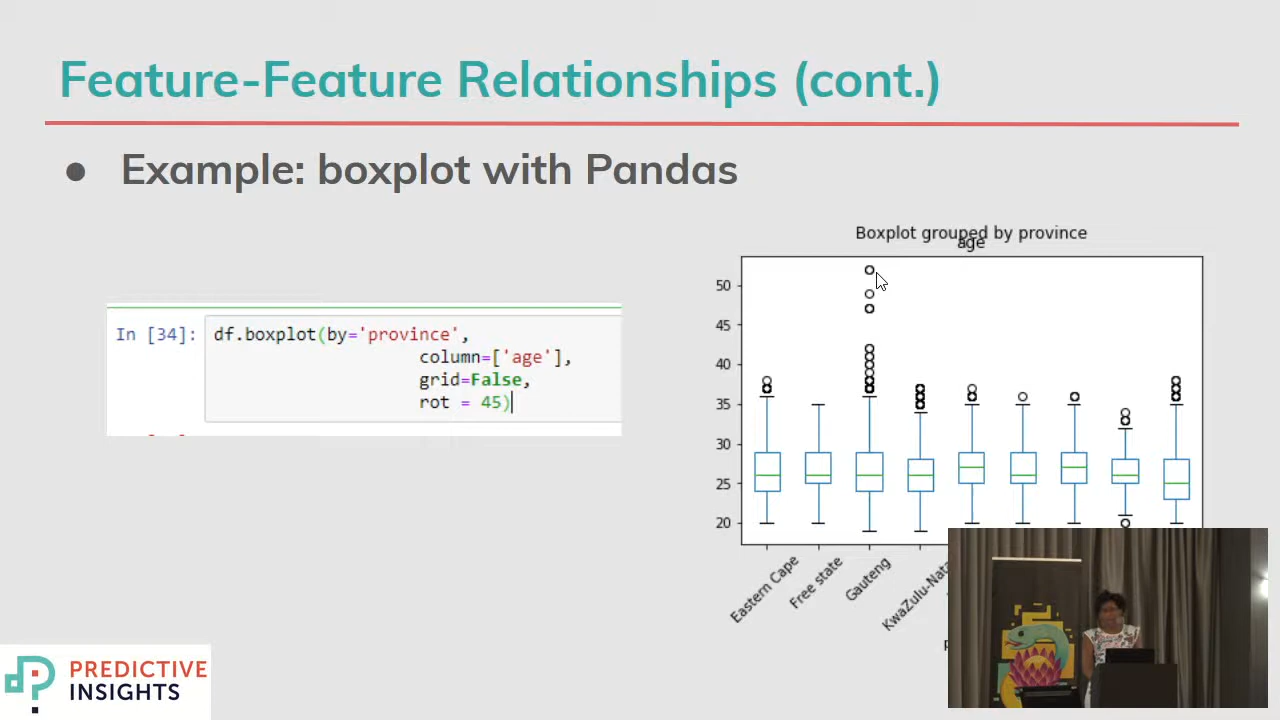 Feature-Feature Relationships (cont.)
● Example: boxplot with Pandas
In [34]: df.boxplot(by='province',
column=['age'],
grid=False,
rot = 45)
Boxplot grouped by province
age
50
45
40
35
30
25
20
Eastern Cape
Free state
Gauteng
PREDICTIVE
INSIGHTS